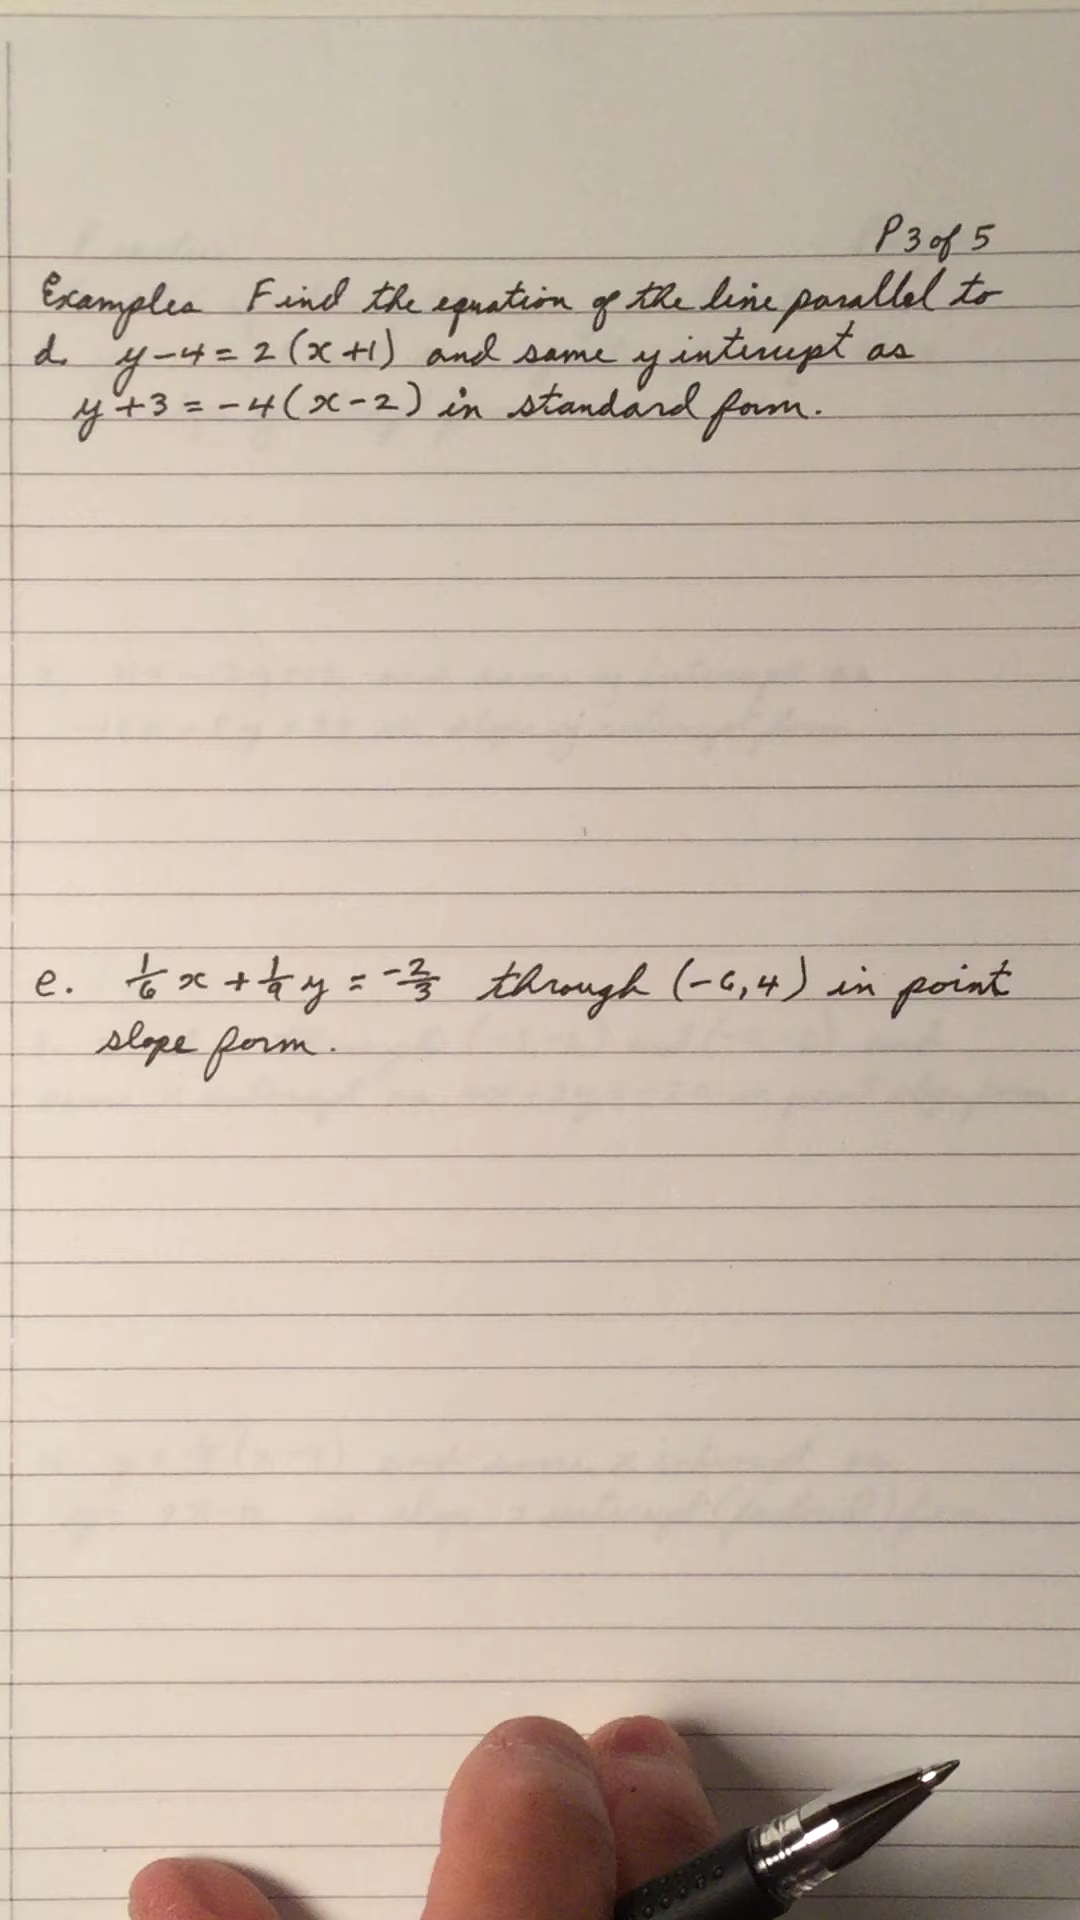 P 3 of 5
Examples Find the equation of the line parallel to
d. y-4=2(x+1) and same y intercept as
y+3=-4(x-2) in standard form.
e. 1/6 x + 1/9 y = -2/3 through (-6,4) in point
slope form.